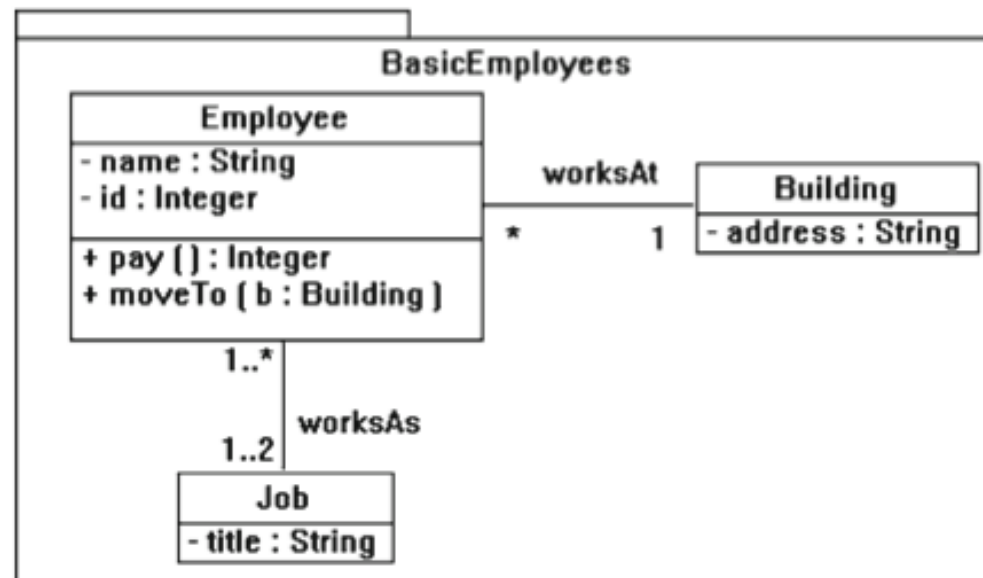 BasicEmployees
Employee
- name : String
- id : Integer
+ pay ( ) : Integer
+ moveTo ( b : Building )
worksAt
* 1
Building
- address : String
1..*
worksAs
1..2
Job
- title : String